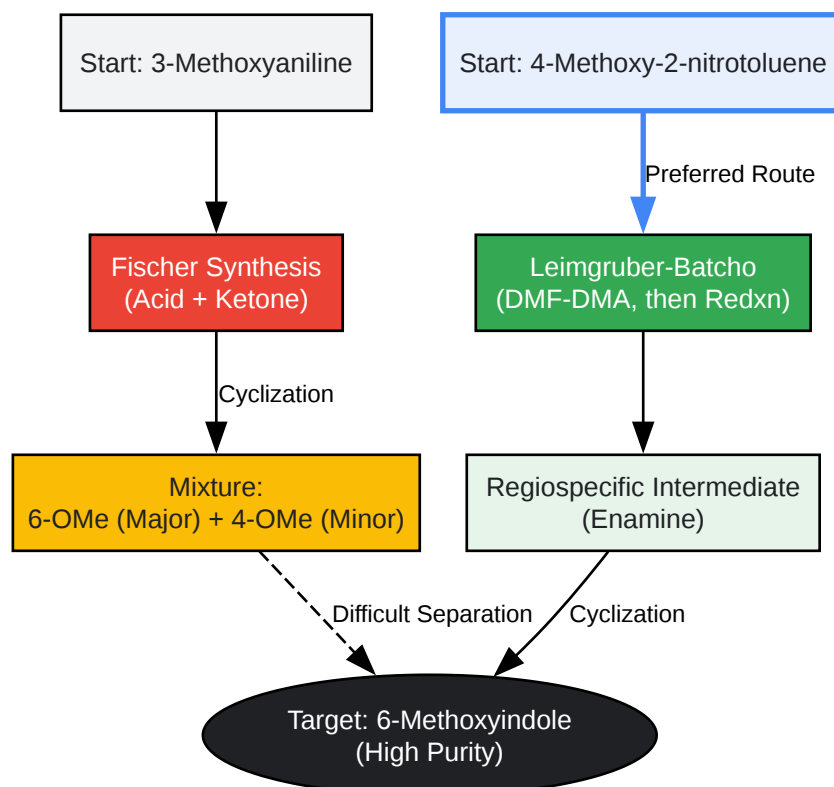 Start: 3-Methoxyaniline
Start: 4-Methoxy-2-nitrotoluene
Preferred Route
Fischer Synthesis
(Acid + Ketone)
Leimgruber-Batcho
(DMF-DMA, then Redxn)
Cyclization
Mixture:
6-OMe (Major) + 4-OMe (Minor)
Regiospecific Intermediate
(Enamine)
Difficult Separation
Cyclization
Target: 6-Methoxyindole
(High Purity)